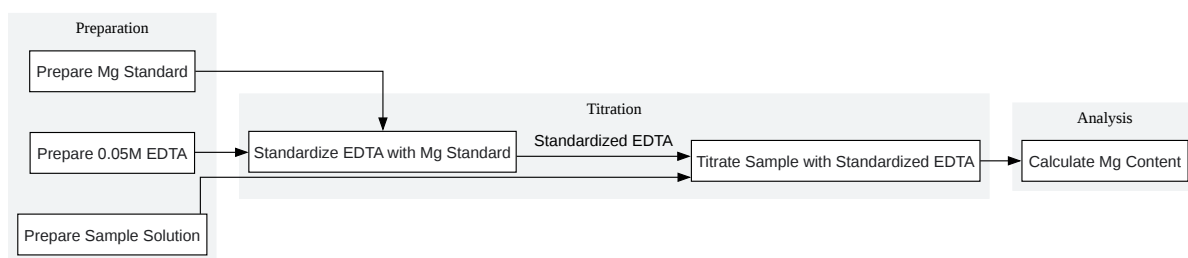 Preparation
Prepare Mg Standard
Titration
Analysis
Prepare 0.05M EDTA
Standardize EDTA with Mg Standard
Standardized EDTA
Titrate Sample with Standardized EDTA
Calculate Mg Content
Prepare Sample Solution